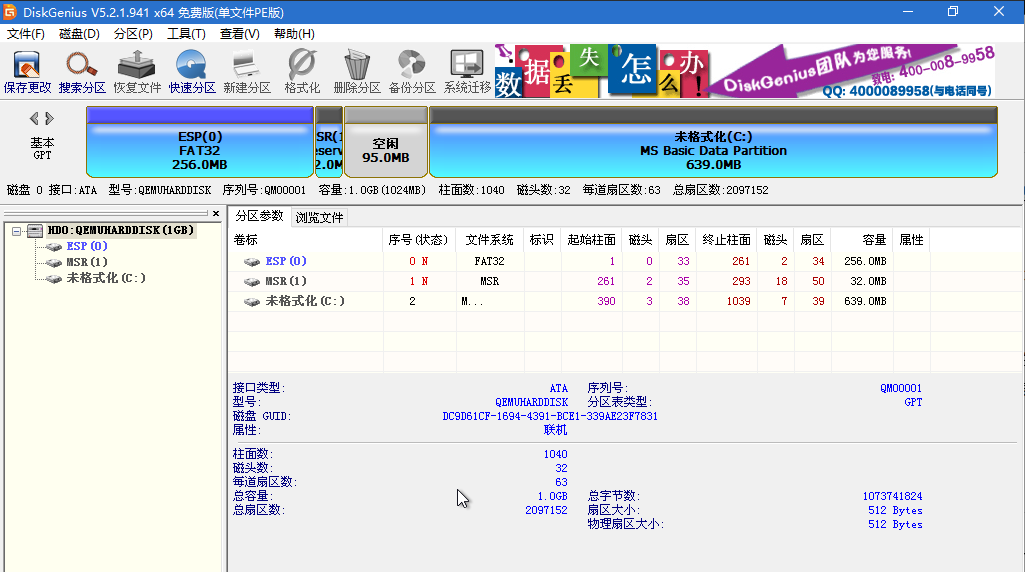 DiskGenius V5.2.1.941 x64 免费版(单文件PE版)
文件(F) 磁盘(D) 分区(P) 工具(T) 查看(V) 帮助(H)
保存更改 搜索分区 恢复文件 快速分区 新建分区 格式化 删除分区 备份分区 系统迁移
数据丢失怎么办!
DiskGenius团队为您服务!
致电: 400-008-9958
QQ: 4000089958(与电话同号)
基本
GPT
ESP(0)
FAT32
256.0MB
SR(1
eserv
2.0M
空闲
95.0MB
未格式化(C:)
MS Basic Data Partition
639.0MB
磁盘 0 接口:ATA 型号:QEMUHARDDISK 序列号:QM00001 容量:1.0GB(1024MB) 柱面数:1040 磁头数:32 每道扇区数:63 总扇区数:2097152
HD0:QEMUHARDDISK(1GB)
ESP(0)
MSR(1)
未格式化(C:)
分区参数 浏览文件
卷标 序号(状态) 文件系统 标识 起始柱面 磁头 扇区 终止柱面 磁头 扇区 容量 属性
ESP(0) 0 N FAT32 1 0 33 261 2 34 256.0MB
MSR(1) 1 N MSR 261 2 35 293 18 50 32.0MB
未格式化(C:) 2 M... 390 3 38 1039 7 39 639.0MB
接口类型: ATA 序列号: QM00001
型号: QEMUHARDDISK 分区表类型: GPT
磁盘 GUID: DC9D61CF-1694-4391-BCE1-339AE23F7831
属性: 联机
柱面数: 1040
磁头数: 32
每道扇区数: 63
总容量: 1.0GB 总字节数: 1073741824
总扇区数: 2097152 扇区大小: 512 Bytes
物理扇区大小: 512 Bytes